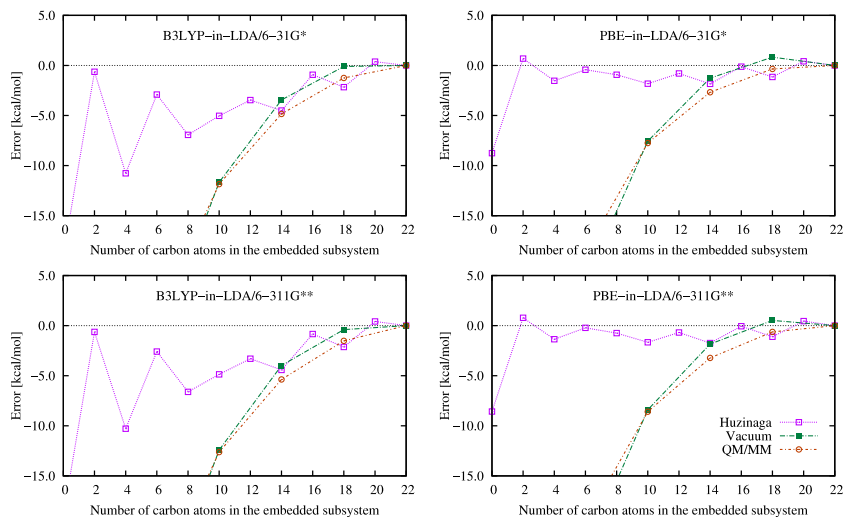 B3LYP−in−LDA/6−31G*
5.0
0.0
−5.0
−10.0
−15.0
Error [kcal/mol]
0 2 4 6 8 10 12 14 16 18 20 22
Number of carbon atoms in the embedded subsystem
PBE−in−LDA/6−31G*
5.0
0.0
−5.0
−10.0
−15.0
Error [kcal/mol]
0 2 4 6 8 10 12 14 16 18 20 22
Number of carbon atoms in the embedded subsystem
B3LYP−in−LDA/6−311G**
5.0
0.0
−5.0
−10.0
−15.0
Error [kcal/mol]
0 2 4 6 8 10 12 14 16 18 20 22
Number of carbon atoms in the embedded subsystem
PBE−in−LDA/6−311G**
5.0
0.0
−5.0
−10.0
−15.0
Error [kcal/mol]
Huzinaga
Vacuum
QM/MM
0 2 4 6 8 10 12 14 16 18 20 22
Number of carbon atoms in the embedded subsystem